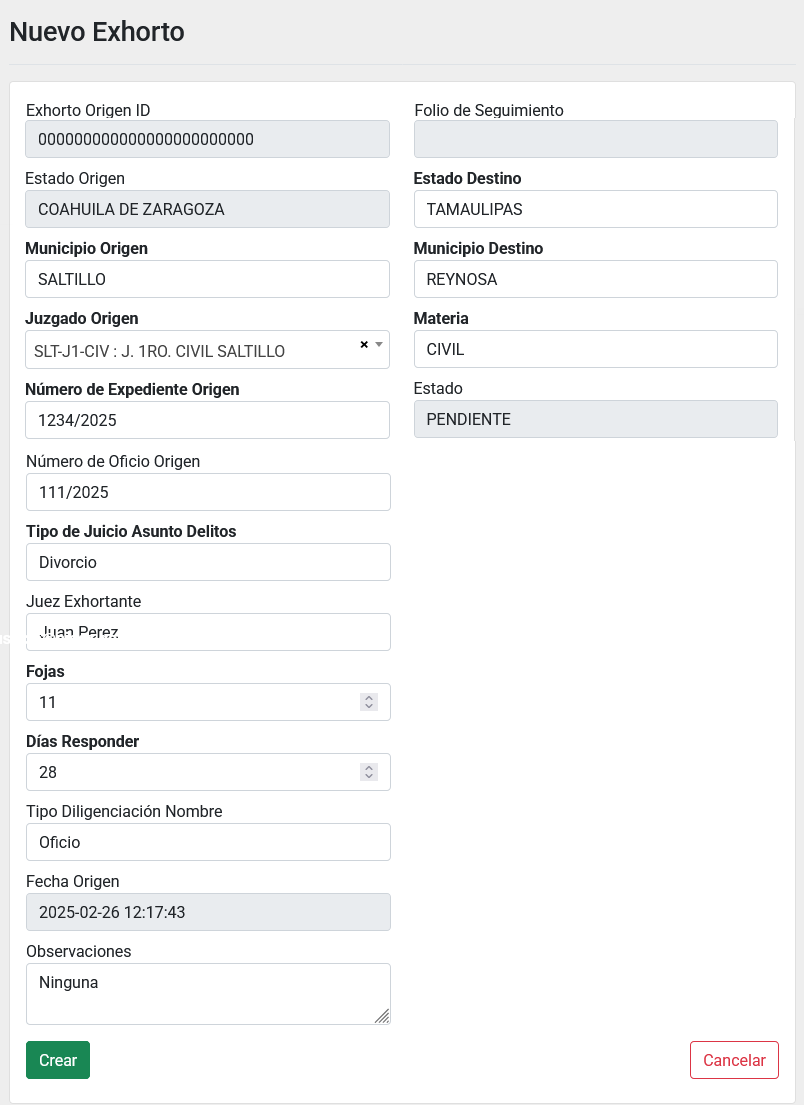 Nuevo Exhorto
Exhorto Origen ID
000000000000000000000000
Folio de Seguimiento
Estado Origen
COAHUILA DE ZARAGOZA
Estado Destino
TAMAULIPAS
Municipio Origen
SALTILLO
Municipio Destino
REYNOSA
Juzgado Origen
SLT-J1-CIV : J. 1RO. CIVIL SALTILLO
×
Materia
CIVIL
Número de Expediente Origen
1234/2025
Estado
PENDIENTE
Número de Oficio Origen
111/2025
Tipo de Juicio Asunto Delitos
Divorcio
Juez Exhortante
Juan Perez
Fojas
11
Días Responder
28
Tipo Diligenciación Nombre
Oficio
Fecha Origen
2025-02-26 12:17:43
Observaciones
Ninguna
Crear
Cancelar